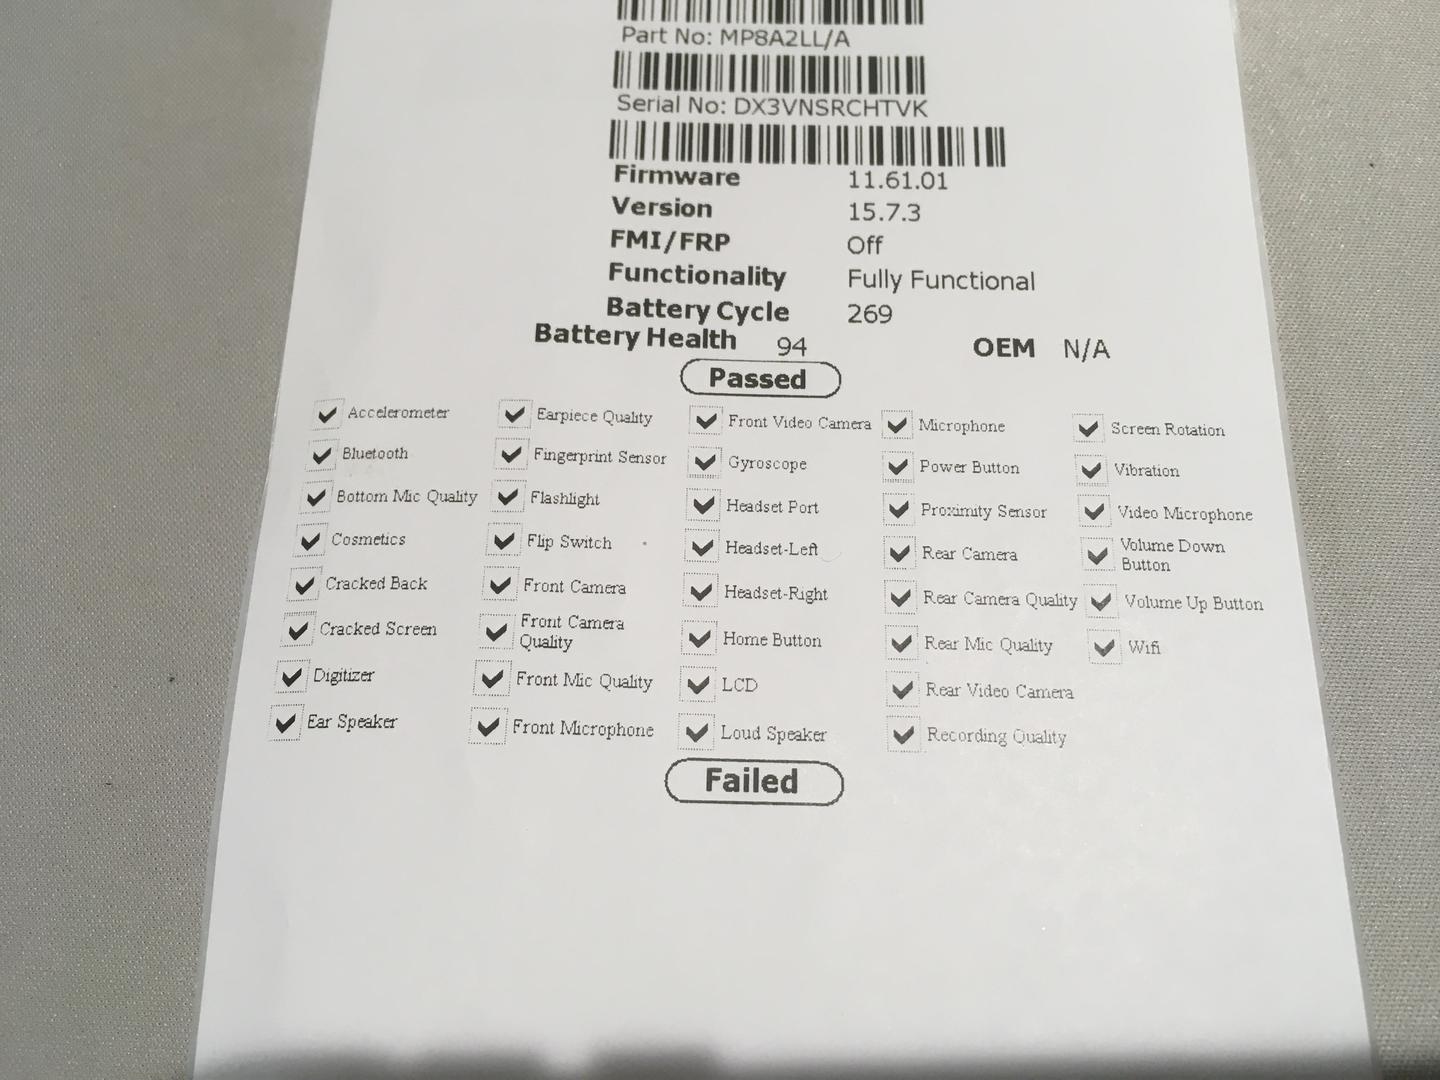 Part No: MP8A2LL/A
Serial No: DX3VNSRCHTVK
Firmware 11.61.01
Version 15.7.3
FMI/FRP Off
Functionality Fully Functional
Battery Cycle 269
Battery Health 94 OEM N/A
Passed
Accelerometer Earpiece Quality Front Video Camera Microphone Screen Rotation
Bluetooth Fingerprint Sensor Gyroscope Power Button Vibration
Bottom Mic Quality Flashlight Headset Port Proximity Sensor Video Microphone
Cosmetics Flip Switch Headset-Left Rear Camera Volume Down
Button
Cracked Back Front Camera Headset-Right Rear Camera Quality Volume Up Button
Cracked Screen Front Camera
Quality Home Button Rear Mic Quality Wifi
Digitizer Front Mic Quality LCD Rear Video Camera
Ear Speaker Front Microphone Loud Speaker Recording Quality
Failed